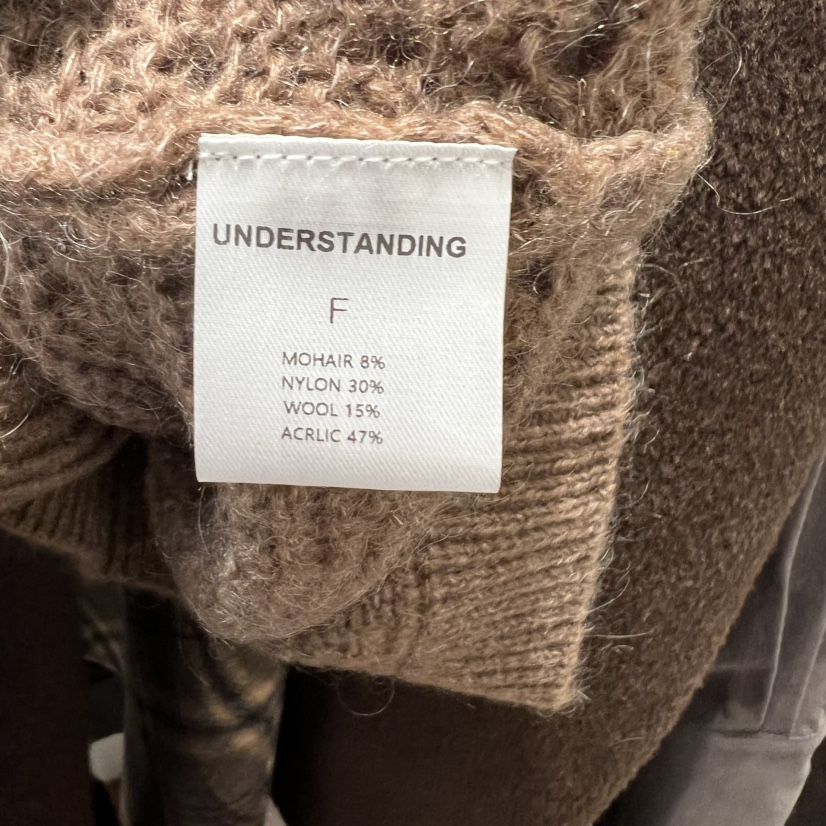 UNDERSTANDING
F
MOHAIR 8%
NYLON 30%
WOOL 15%
ACRLIC 47%